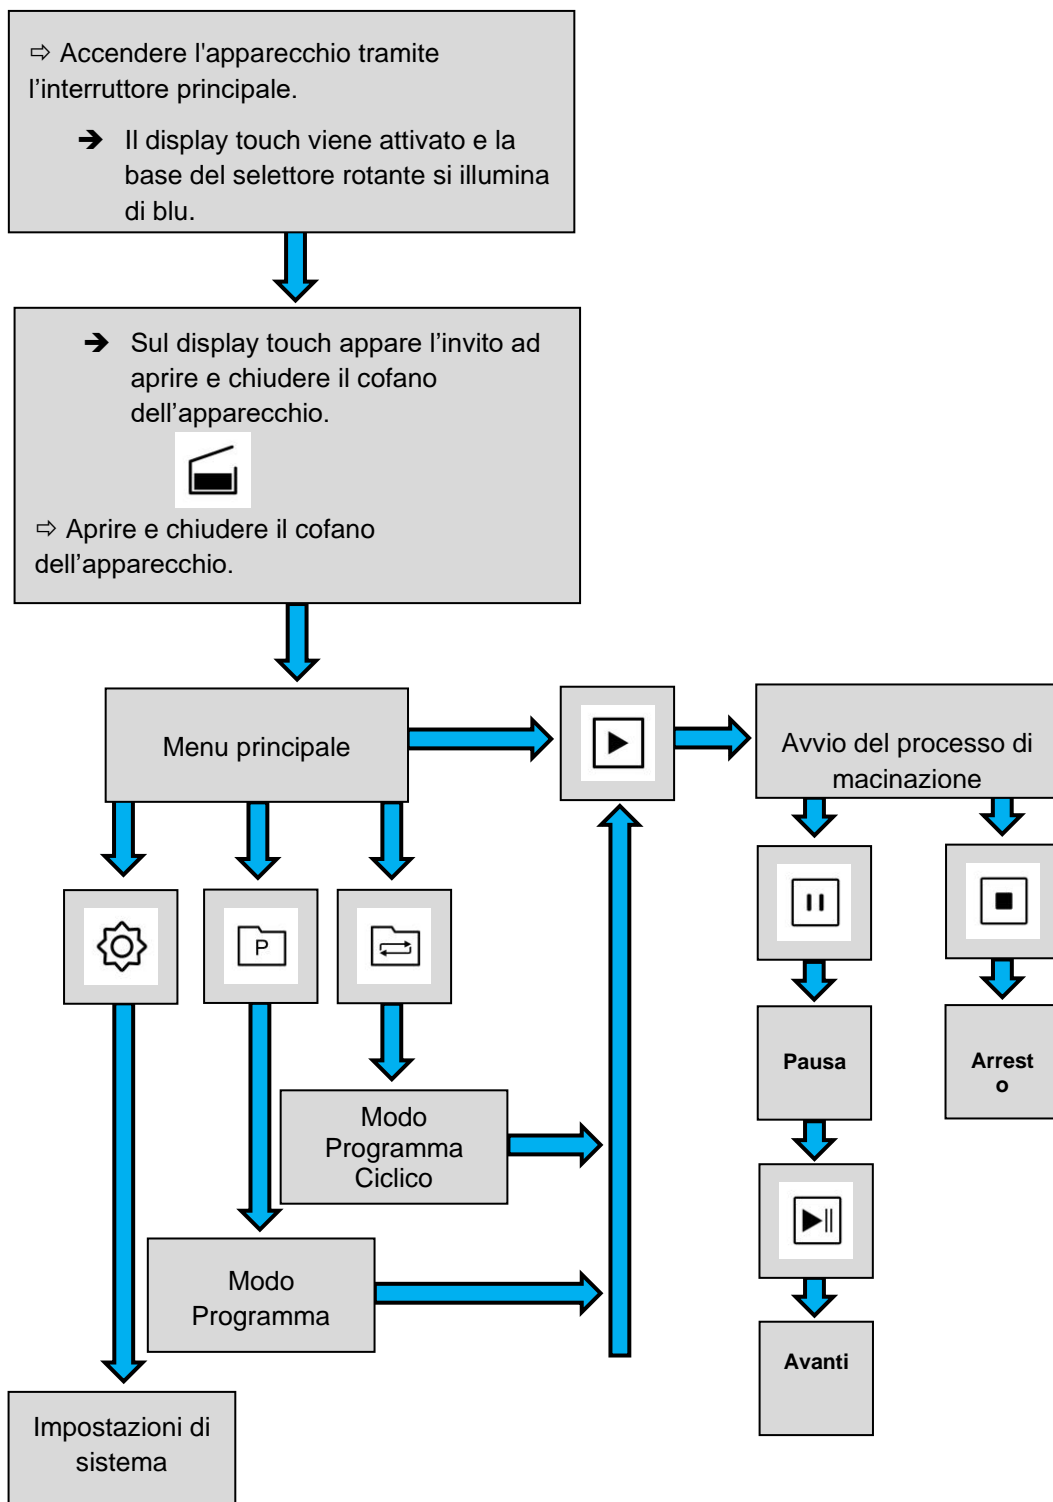 ⇨ Accendere l'apparecchio tramite
l’interruttore principale.
➔ Il display touch viene attivato e la
base del selettore rotante si illumina
di blu.
➔ Sul display touch appare l’invito ad
aprire e chiudere il cofano
dell’apparecchio.
⇨ Aprire e chiudere il cofano
dell’apparecchio.
Menu principale
Avvio del processo di
macinazione
P
Pausa
Arrest
o
Modo
Programma
Ciclico
Modo
Programma
Avanti
Impostazioni di
sistema